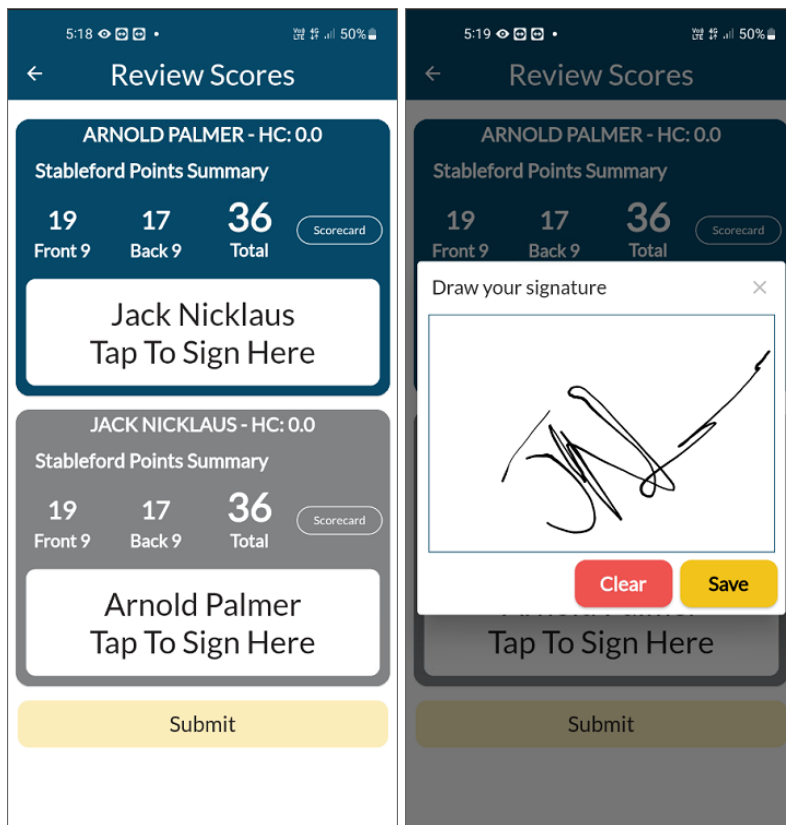 5:18
VoD LTE 4G 50%
Review Scores
ARNOLD PALMER - HC: 0.0
Stableford Points Summary
19 17 36 Scorecard
Front 9 Back 9 Total
Jack Nicklaus
Tap To Sign Here
JACK NICKLAUS - HC: 0.0
Stableford Points Summary
19 17 36 Scorecard
Front 9 Back 9 Total
Arnold Palmer
Tap To Sign Here
Submit
5:19
LTE 50%
Review Scores
ARNOLD PALMER - HC: 0.0
Stableford Points Summary
19 17 36 Scorecard
Front 9 Back 9 Total
Draw your signature
Clear Save
Tap To Sign Here
Submit